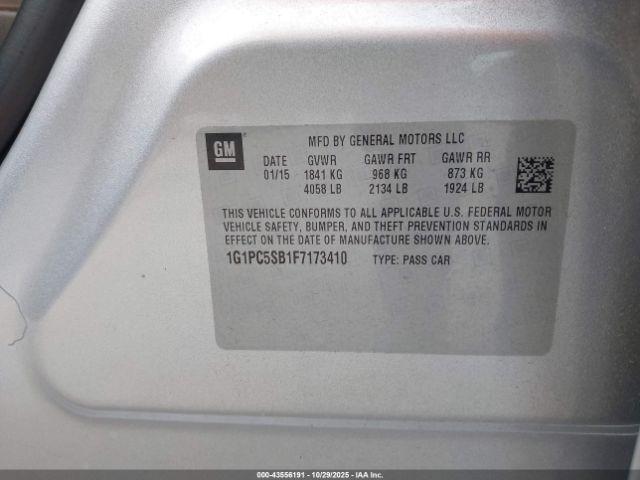 GM
MFD BY GENERAL MOTORS LLC
DATE GVWR GAWR FRT GAWR RR
01/15 1841 KG 968 KG 873 KG
4058 LB 2134 LB 1924 LB
THIS VEHICLE CONFORMS TO ALL APPLICABLE U.S. FEDERAL MOTOR
VEHICLE SAFETY, BUMPER, AND THEFT PREVENTION STANDARDS IN
EFFECT ON THE DATE OF MANUFACTURE SHOWN ABOVE.
1G1PC5SB1F7173410 TYPE: PASS CAR
000-43556191 - 10/29/2025 - IAA Inc.